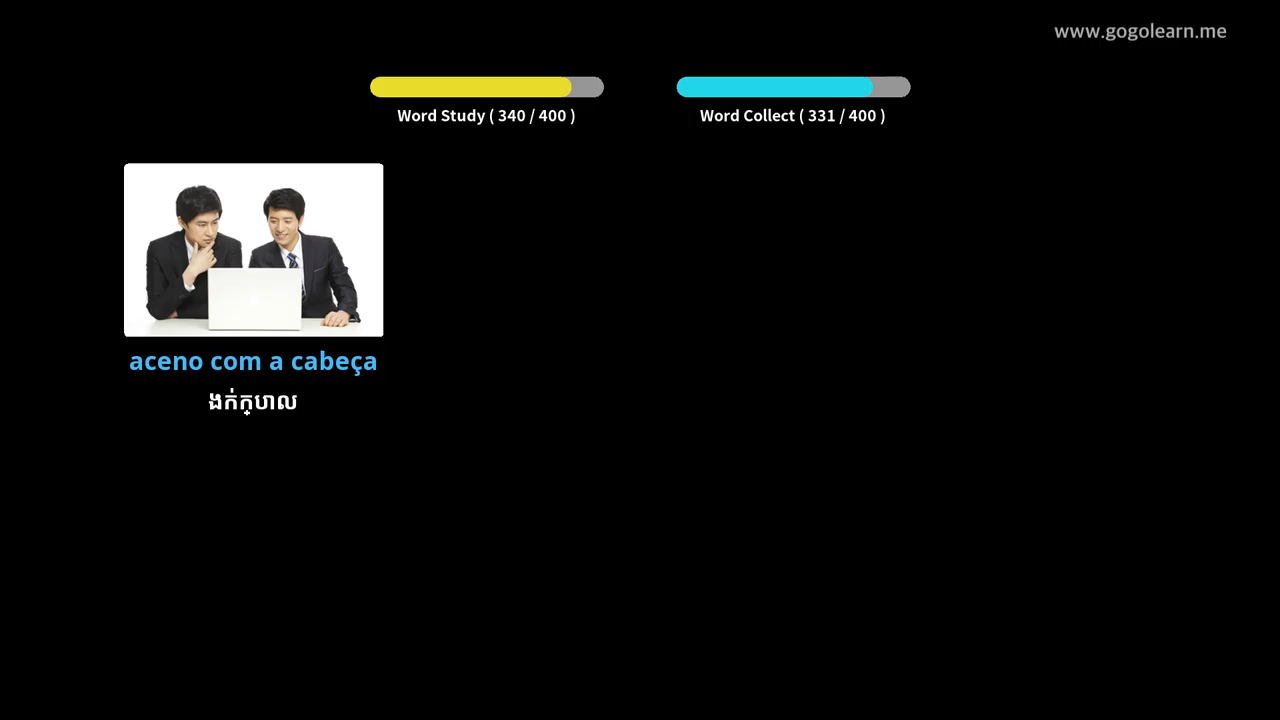 www.gogolearn.me
Word Study ( 340 / 400 )
Word Collect ( 331 / 400 )
aceno com a cabeça
ងក់ក្បាល